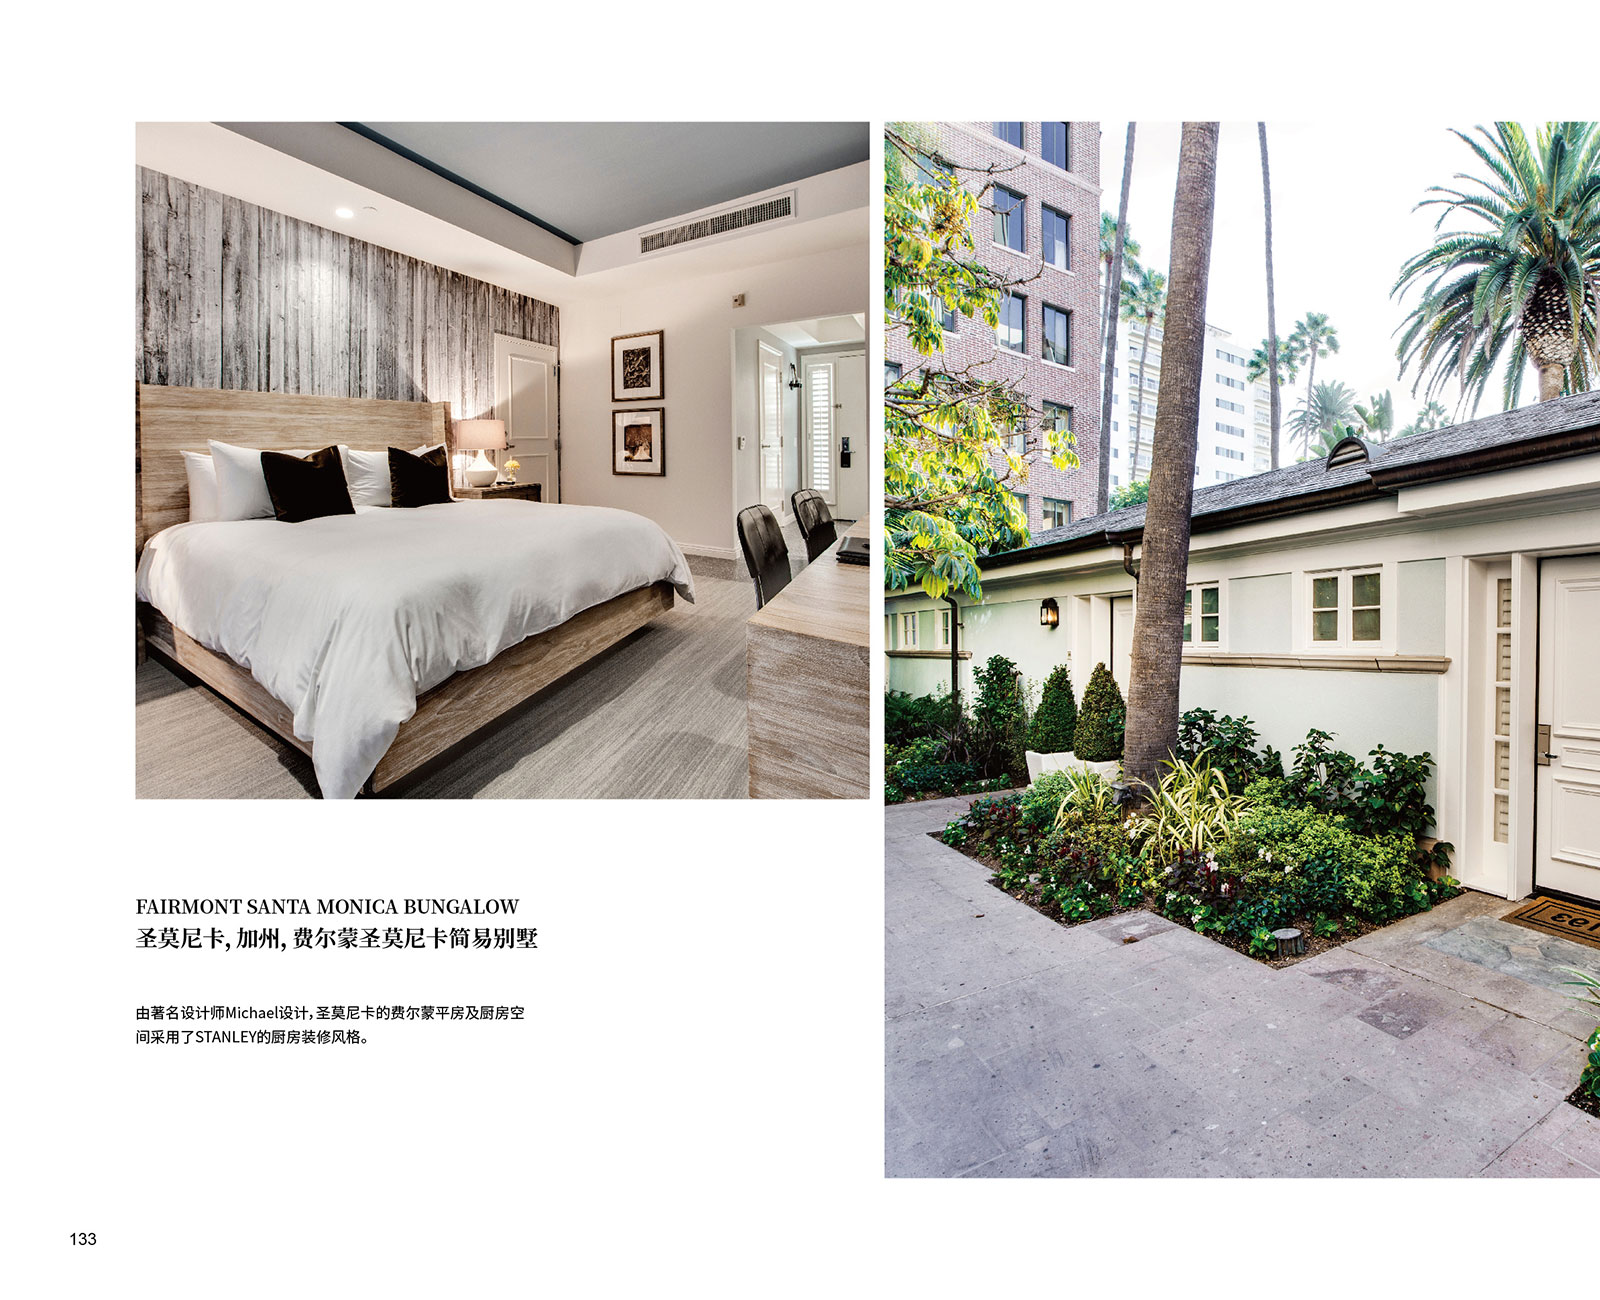 FAIRMONT SANTA MONICA BUNGALOW
圣莫尼卡, 加州, 费尔蒙圣莫尼卡简易别墅
由著名设计师Michael设计, 圣莫尼卡的费尔蒙平房及厨房空
间采用了STANLEY的厨房装修风格。
133